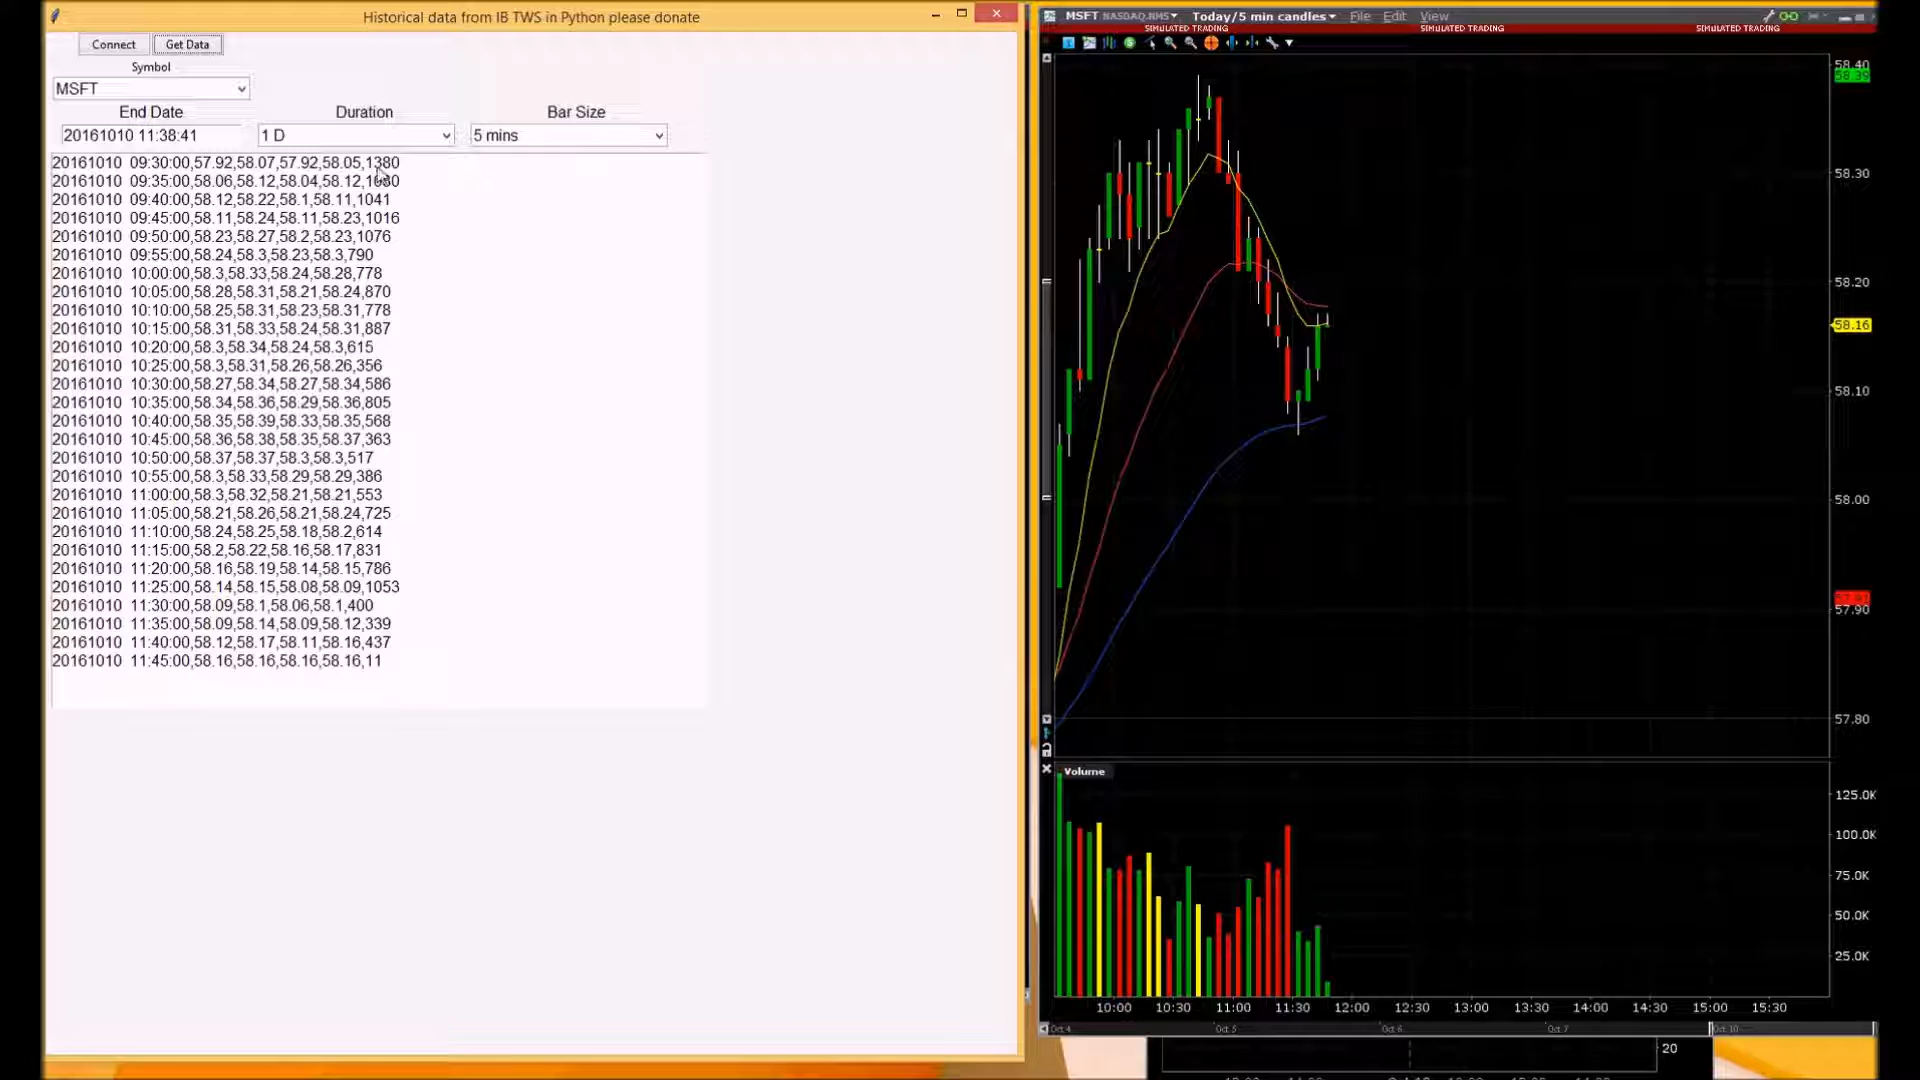 Historical data from IB TWS in Python please donate
Connect
Get Data
Symbol
MSFT
End Date
Duration
Bar Size
20161010 11:38:41
1 D
5 mins
20161010 09:30:00,57.92,58.07,57.92,58.05,1380
20161010 09:35:00,58.06,58.12,58.04,58.12,1080
20161010 09:40:00,58.12,58.22,58.1,58.11,1041
20161010 09:45:00,58.11,58.24,58.11,58.23,1016
20161010 09:50:00,58.23,58.27,58.2,58.23,1076
20161010 09:55:00,58.24,58.3,58.23,58.3,790
20161010 10:00:00,58.3,58.33,58.24,58.28,778
20161010 10:05:00,58.28,58.31,58.21,58.24,870
20161010 10:10:00,58.25,58.31,58.23,58.31,778
20161010 10:15:00,58.31,58.33,58.24,58.31,887
20161010 10:20:00,58.3,58.34,58.24,58.3,615
20161010 10:25:00,58.3,58.31,58.26,58.26,356
20161010 10:30:00,58.27,58.34,58.27,58.34,586
20161010 10:35:00,58.34,58.36,58.29,58.36,805
20161010 10:40:00,58.35,58.39,58.33,58.35,568
20161010 10:45:00,58.36,58.38,58.35,58.37,363
20161010 10:50:00,58.37,58.37,58.3,58.3,517
20161010 10:55:00,58.3,58.33,58.29,58.29,386
20161010 11:00:00,58.3,58.32,58.21,58.21,553
20161010 11:05:00,58.21,58.26,58.21,58.24,725
20161010 11:10:00,58.24,58.25,58.18,58.2,614
20161010 11:15:00,58.2,58.22,58.16,58.17,831
20161010 11:20:00,58.16,58.19,58.14,58.15,786
20161010 11:25:00,58.14,58.15,58.08,58.09,1053
20161010 11:30:00,58.09,58.1,58.06,58.1,400
20161010 11:35:00,58.09,58.14,58.09,58.12,339
20161010 11:40:00,58.12,58.17,58.11,58.16,437
20161010 11:45:00,58.16,58.16,58.16,58.16,11
MSFT NASDAQ.NMS Today/5 min candles File Edit View
SIMULATED TRADING SIMULATED TRADING SIMULATED TRADING
58.40
58.39
58.30
58.20
58.16
58.10
58.00
57.90
57.80
Volume
125.0K
100.0K
75.0K
50.0K
25.0K
10:00 10:30 11:00 11:30 12:00 12:30 13:00 13:30 14:00 14:30 15:00 15:30
Oct 4 Oct 5 Oct 6 Oct 7 Oct 10
20